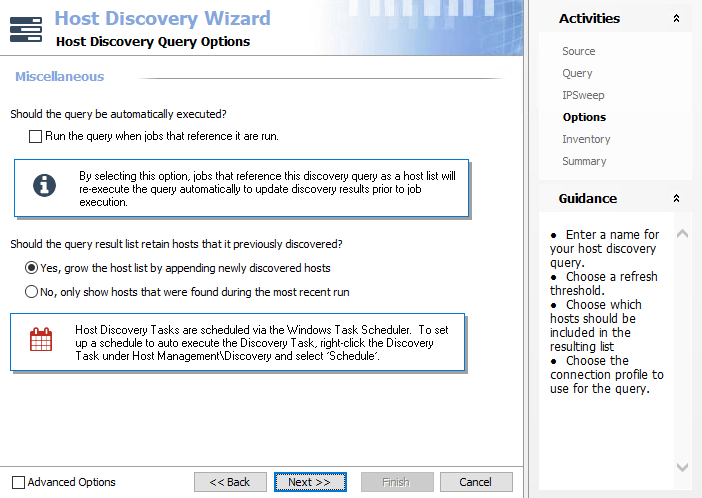 Host Discovery Wizard
Host Discovery Query Options
Miscellaneous
Should the query be automatically executed?
Run the query when jobs that reference it are run.
By selecting this option, jobs that reference this discovery query as a host list will
re-execute the query automatically to update discovery results prior to job
execution.
Should the query result list retain hosts that it previously discovered?
Yes, grow the host list by appending newly discovered hosts
No, only show hosts that were found during the most recent run
Host Discovery Tasks are scheduled via the Windows Task Scheduler. To set
up a schedule to auto execute the Discovery Task, right-click the Discovery
Task under Host Management\Discovery and select 'Schedule'.
Advanced Options
<< Back
Next >>
Finish
Cancel
Activities
Source
Query
IPSweep
Options
Inventory
Summary
Guidance
● Enter a name for
your host discovery
query.
● Choose a refresh
threshold.
● Choose which
hosts should be
included in the
resulting list
● Choose the
connection profile to
use for the query.